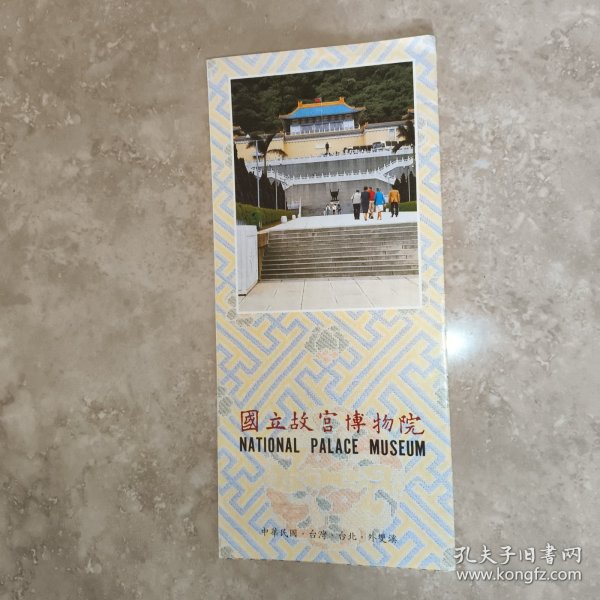 國立故宮博物院
NATIONAL PALACE MUSEUM
中華民國·台灣·台北·外雙溪
孔夫子旧书网
www.kongfz.com